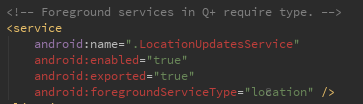 <!-- Foreground services in Q+ require type. -->
<service
android:name=".LocationUpdatesService"
android:enabled="true"
android:exported="true"
android:foregroundServiceType="location" />